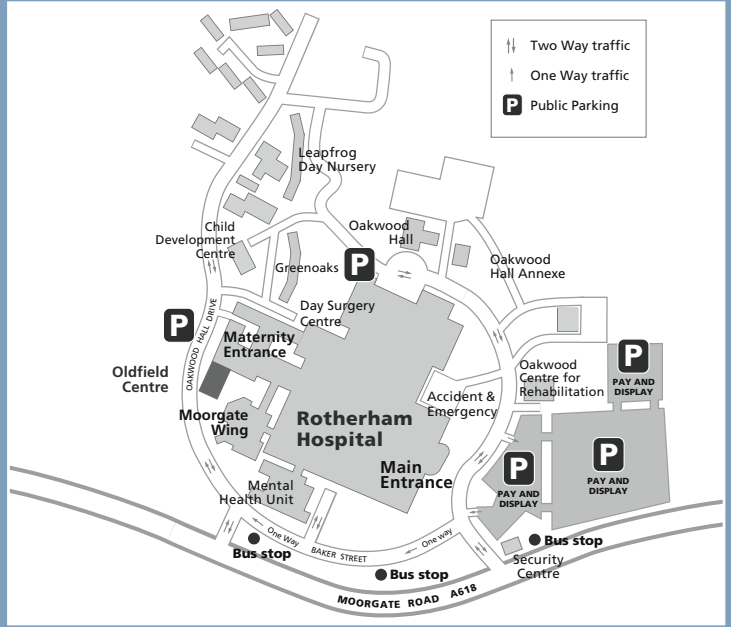 Two Way traffic
One Way traffic
P Public Parking
Leapfrog
Day Nursery
Oakwood
Hall
Child
Development
Centre
Greenoaks
P
Oakwood
Hall Annexe
Day Surgery
Centre
P
OAKWOOD HALL DRIVE
Maternity
Entrance
Oldfield
Centre
Oakwood
Centre for
Rehabilitation
P
PAY AND
DISPLAY
Accident &
Emergency
Moorgate
Wing
Rotherham
Hospital
Main
Entrance
P
PAY AND
DISPLAY
P
PAY AND
DISPLAY
Mental
Health Unit
One Way
BAKER STREET
One way
Bus stop
Bus stop
Bus stop
Security
Centre
MOORGATE ROAD A618